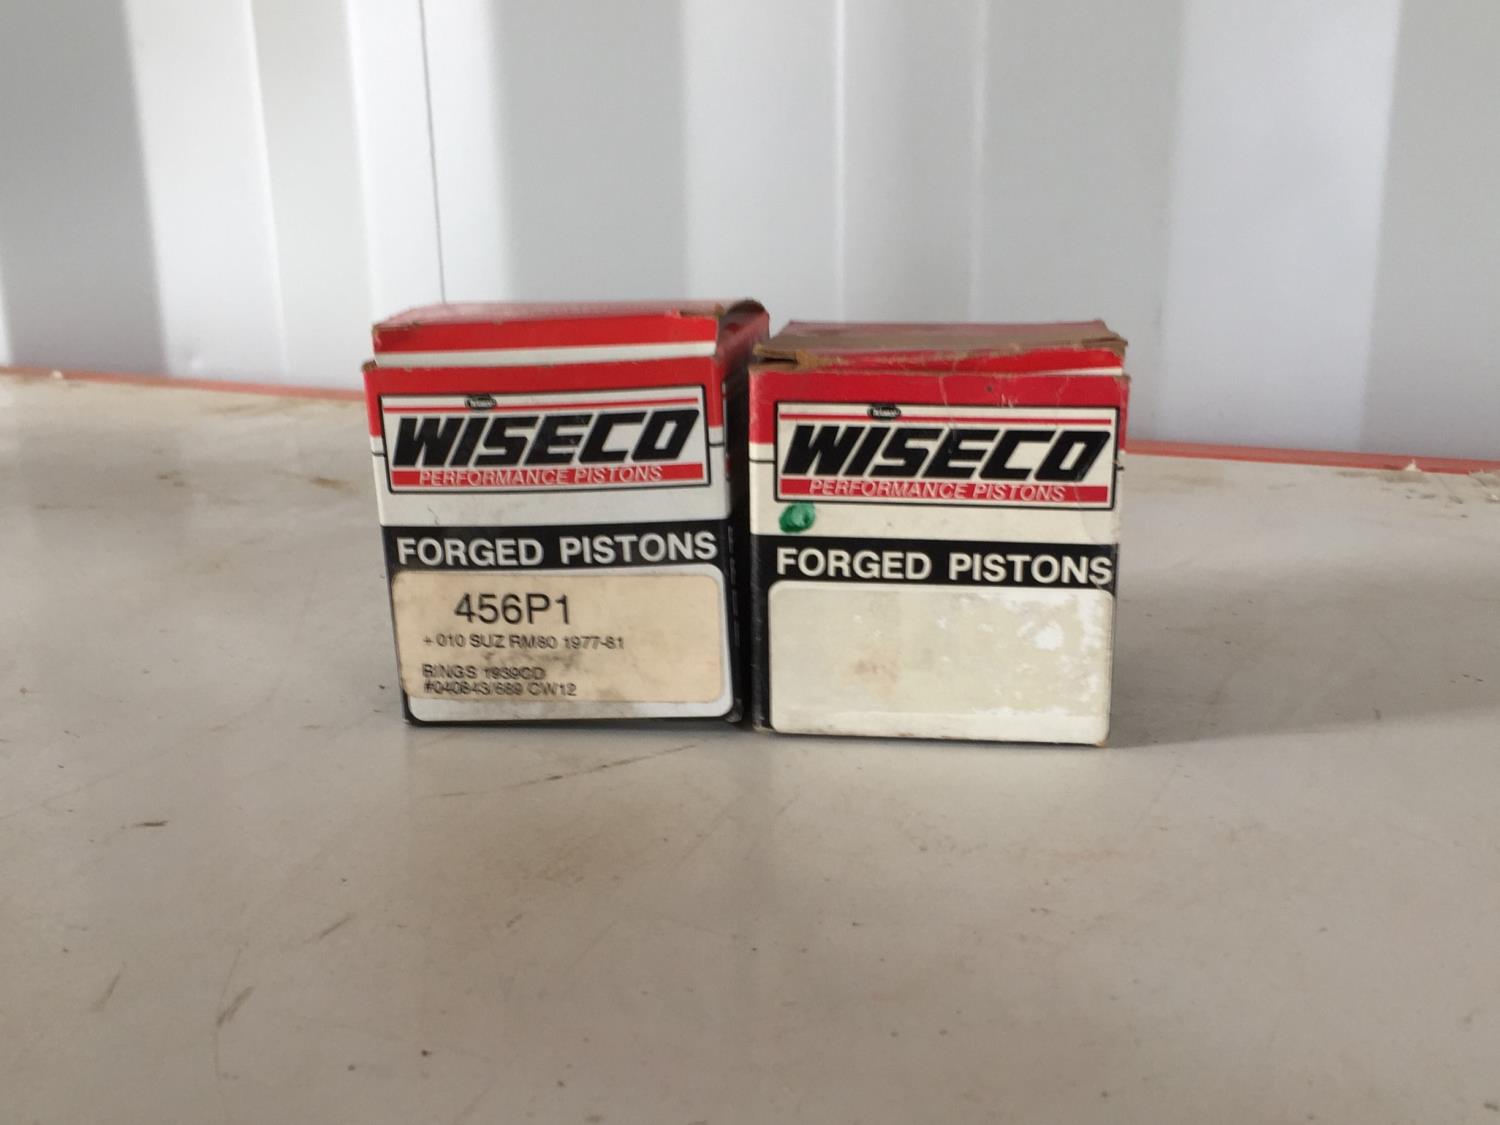 WISECO
PERFORMANCE PISTONS
FORGED PISTONS
456P1
+010 SUZ RM80 1977-81
RINGS 1939CD
#040843/689 CW12
WISECO
PERFORMANCE PISTONS
FORGED PISTONS